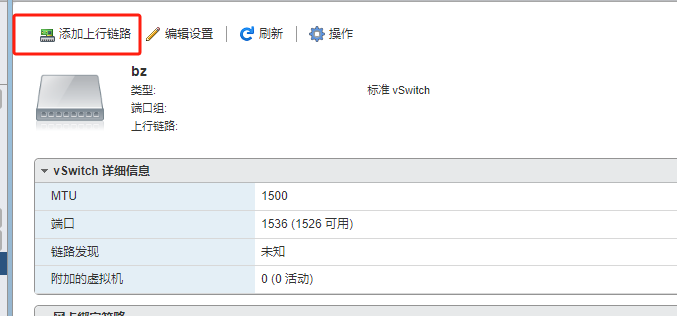 添加上行链路 编辑设置 刷新 操作
bz
类型: 标准 vSwitch
端口组:
上行链路:
vSwitch 详细信息
MTU 1500
端口 1536 (1526 可用)
链路发现 未知
附加的虚拟机 0 (0 活动)